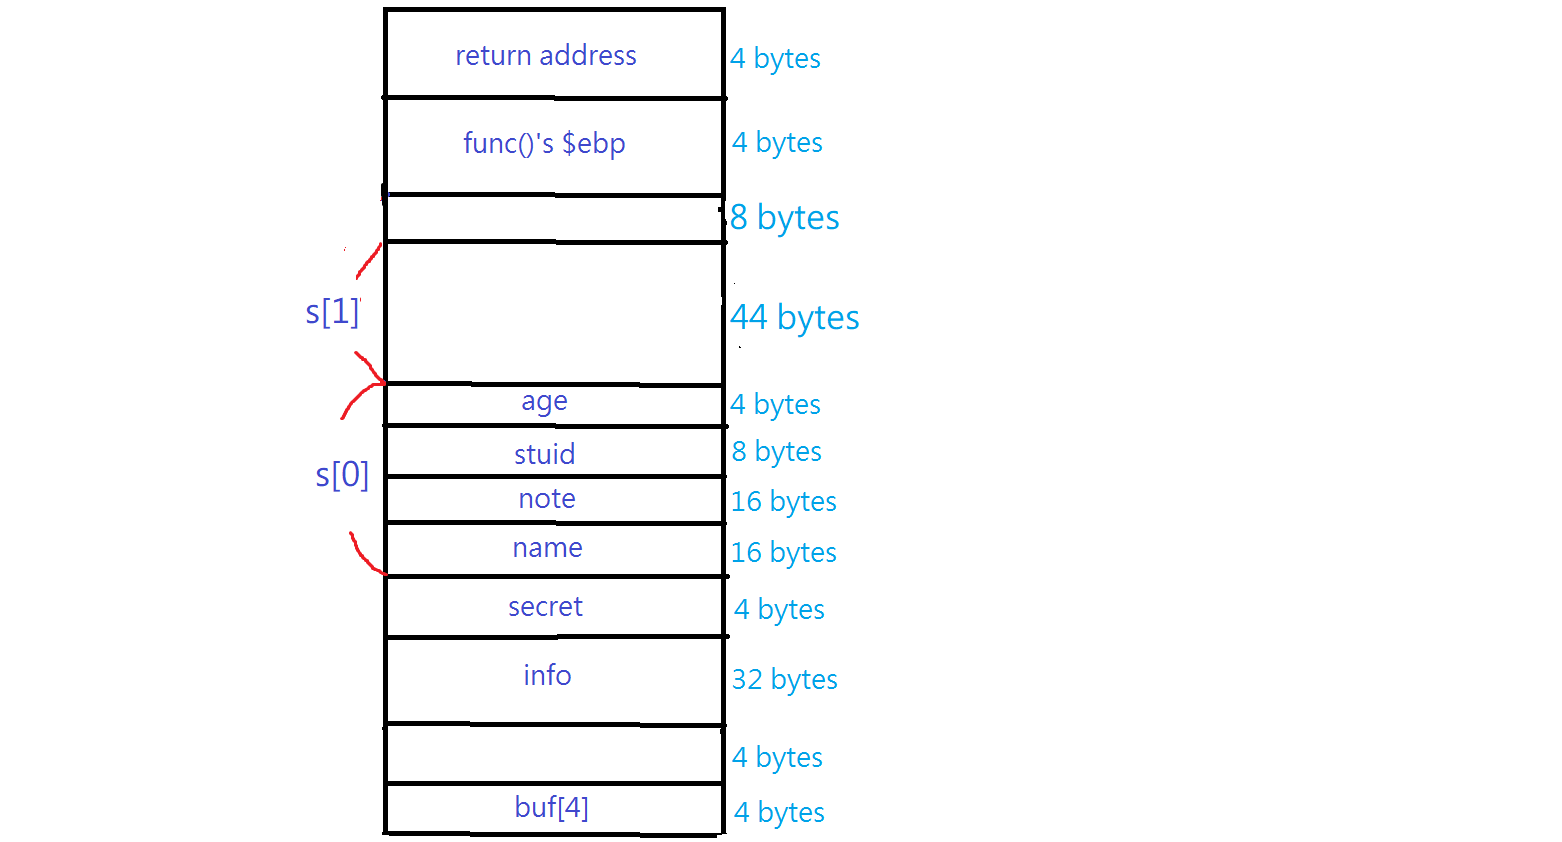 return address 4 bytes
func()'s $ebp 4 bytes
8 bytes
s[1] 44 bytes
age 4 bytes
stuid 8 bytes
s[0]
note 16 bytes
name 16 bytes
secret 4 bytes
info 32 bytes
4 bytes
buf[4] 4 bytes